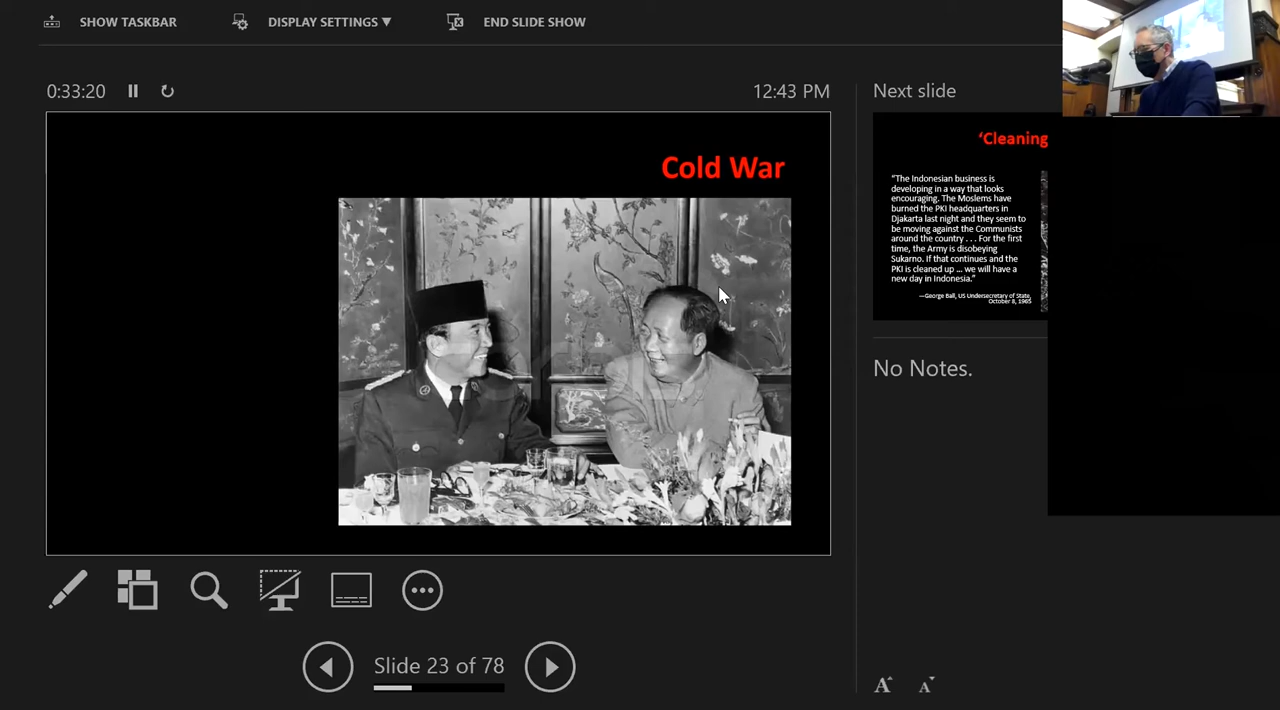 SHOW TASKBAR
DISPLAY SETTINGS ▼
END SLIDE SHOW
0:33:20
12:43 PM
Next slide
Cold War
‘Cleaning
“The Indonesian business is
developing in a way that looks
encouraging. The Moslems have
burned the PKI headquarters in
Djakarta last night and they seem to
be moving against the Communists
around the country . . . For the first
time, the Army is disobeying
Sukarno. If that continues and the
PKI is cleaned up ... we will have a
new day in Indonesia.”
—George Ball, US Undersecretary of State,
October 8, 1965
No Notes.
Slide 23 of 78
A A